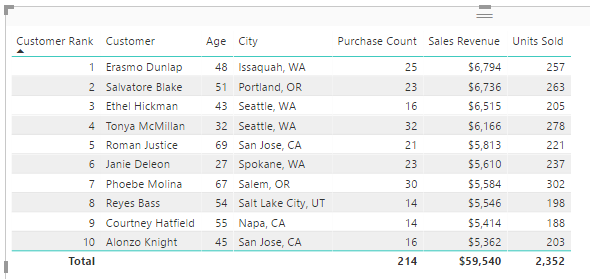 Customer Rank Customer Age City Purchase Count Sales Revenue Units Sold
1 Erasmo Dunlap 48 Issaquah, WA 25 $6,794 257
2 Salvatore Blake 51 Portland, OR 23 $6,736 263
3 Ethel Hickman 43 Seattle, WA 16 $6,515 205
4 Tonya McMillan 32 Seattle, WA 32 $6,166 278
5 Roman Justice 69 San Jose, CA 21 $5,813 221
6 Janie Deleon 27 Spokane, WA 23 $5,610 237
7 Phoebe Molina 67 Salem, OR 30 $5,584 302
8 Reyes Bass 54 Salt Lake City, UT 14 $5,546 198
9 Courtney Hatfield 55 Napa, CA 14 $5,414 188
10 Alonzo Knight 45 San Jose, CA 16 $5,362 203
Total 214 $59,540 2,352